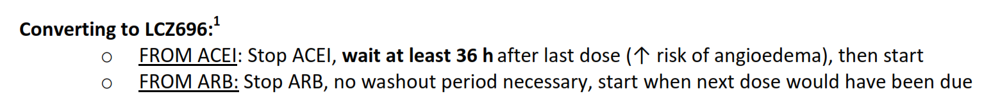 Converting to LCZ696:1
o FROM ACEI: Stop ACEI, wait at least 36 h after last dose (↑ risk of angioedema), then start
o FROM ARB: Stop ARB, no washout period necessary, start when next dose would have been due